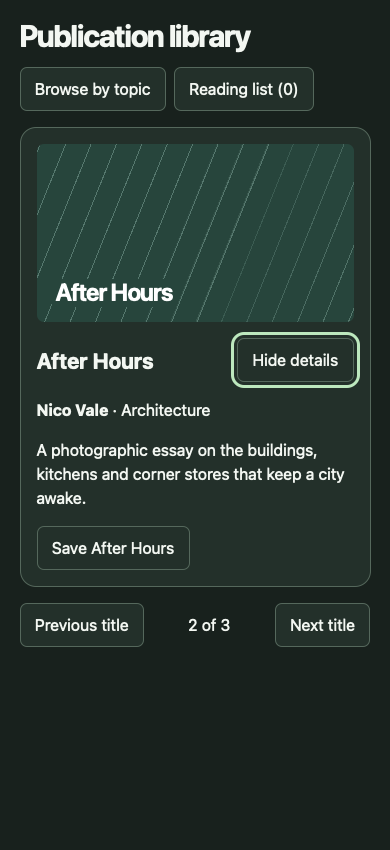 Publication library
Browse by topic
Reading list (0)
After Hours
After Hours
Hide details
Nico Vale · Architecture
A photographic essay on the buildings,
kitchens and corner stores that keep a city
awake.
Save After Hours
Previous title
2 of 3
Next title